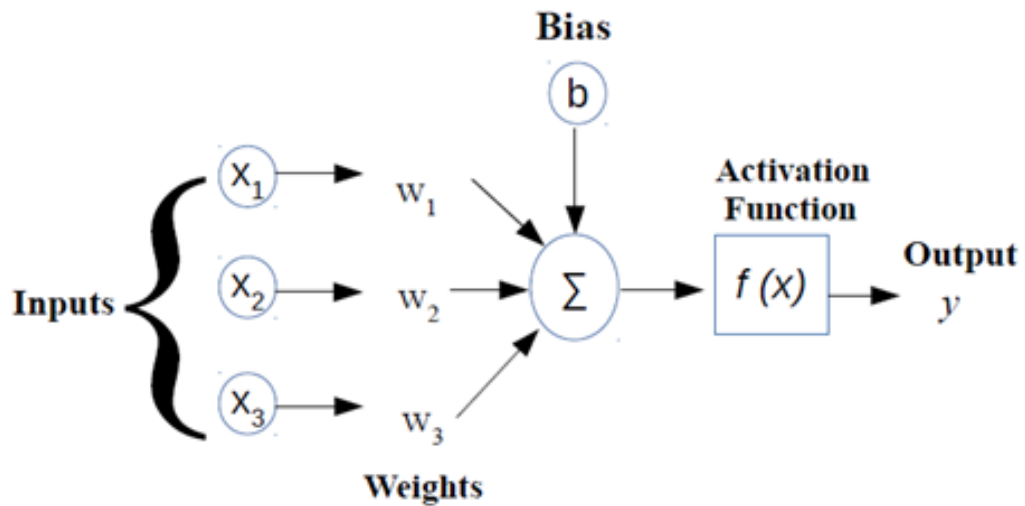 Bias
b
Activation
Function
Inputs
X1
w1
X2
w2
X3
w3
Σ
f (x)
Output
y
Weights